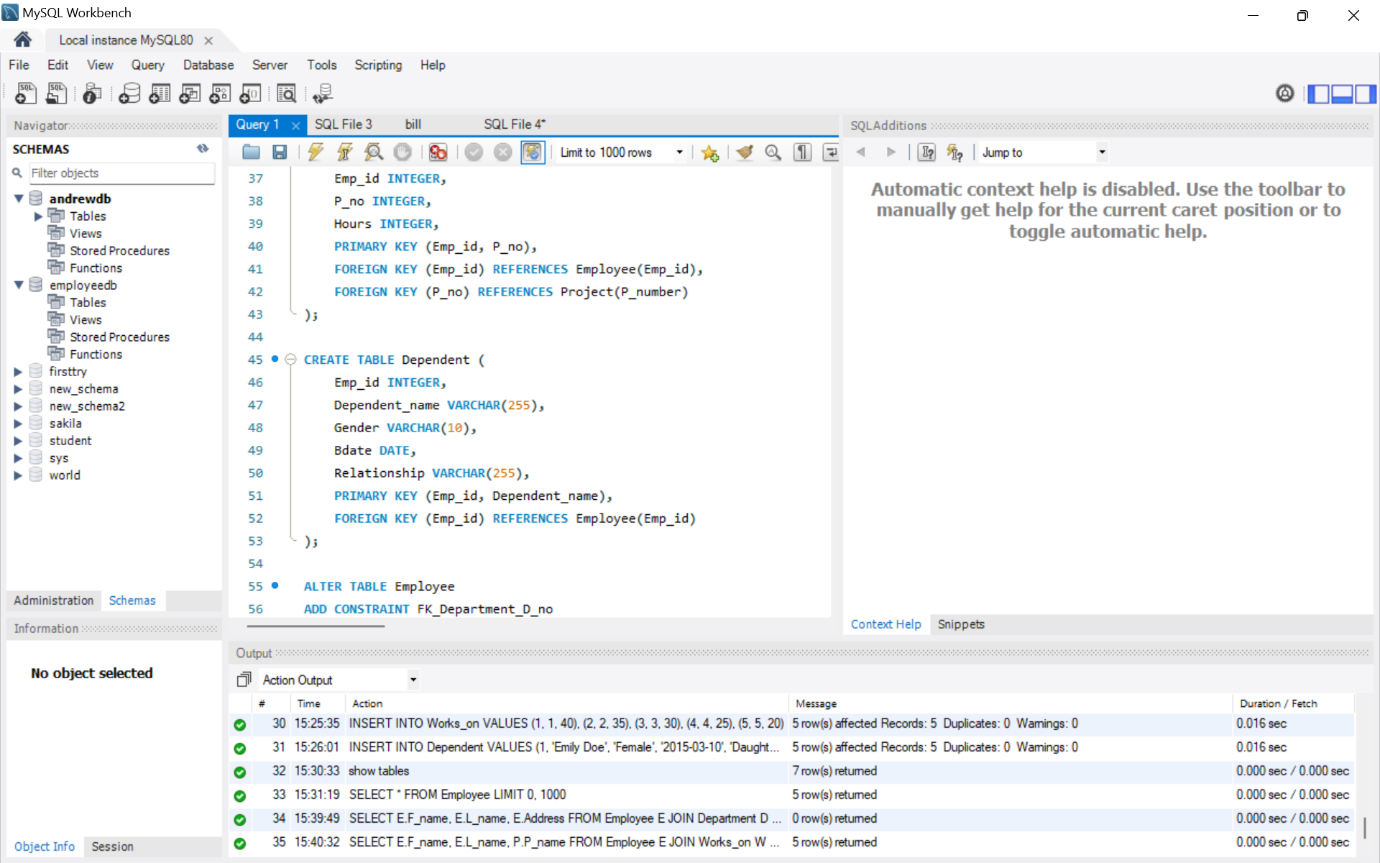 MySQL Workbench
Local instance MySQL80
File Edit View Query Database Server Tools Scripting Help
Navigator
SCHEMAS
Filter objects
andrewdb
Tables
Views
Stored Procedures
Functions
employeedb
Tables
Views
Stored Procedures
Functions
firsttry
new_schema
new_schema2
sakila
student
sys
world
Administration Schemas
Information
No object selected
Object Info Session
Query 1 SQL File 3 bill SQL File 4*
Limit to 1000 rows
37 Emp_id INTEGER,
38 P_no INTEGER,
39 Hours INTEGER,
40 PRIMARY KEY (Emp_id, P_no),
41 FOREIGN KEY (Emp_id) REFERENCES Employee(Emp_id),
42 FOREIGN KEY (P_no) REFERENCES Project(P_number)
43 );
44
45 CREATE TABLE Dependent (
46 Emp_id INTEGER,
47 Dependent_name VARCHAR(255),
48 Gender VARCHAR(10),
49 Bdate DATE,
50 Relationship VARCHAR(255),
51 PRIMARY KEY (Emp_id, Dependent_name),
52 FOREIGN KEY (Emp_id) REFERENCES Employee(Emp_id)
53 );
54
55 ALTER TABLE Employee
56 ADD CONSTRAINT FK_Department_D_no
SQLAdditions
Jump to
Automatic context help is disabled. Use the toolbar to
manually get help for the current caret position or to
toggle automatic help.
Context Help Snippets
Output
Action Output
# Time Action Message Duration / Fetch
30 15:25:35 INSERT INTO Works_on VALUES (1, 1, 40), (2, 2, 35), (3, 3, 30), (4, 4, 25), (5, 5, 20) 5 row(s) affected Records: 5 Duplicates: 0 Warnings: 0 0.016 sec
31 15:26:01 INSERT INTO Dependent VALUES (1, 'Emily Doe', 'Female', '2015-03-10', 'Daught... 5 row(s) affected Records: 5 Duplicates: 0 Warnings: 0 0.016 sec
32 15:30:33 show tables 7 row(s) returned 0.000 sec / 0.000 sec
33 15:31:19 SELECT * FROM Employee LIMIT 0, 1000 5 row(s) returned 0.000 sec / 0.000 sec
34 15:39:49 SELECT E.F_name, E.L_name, E.Address FROM Employee E JOIN Department D ... 0 row(s) returned 0.000 sec / 0.000 sec
35 15:40:32 SELECT E.F_name, E.L_name, P.P_name FROM Employee E JOIN Works_on W ... 5 row(s) returned 0.000 sec / 0.000 sec